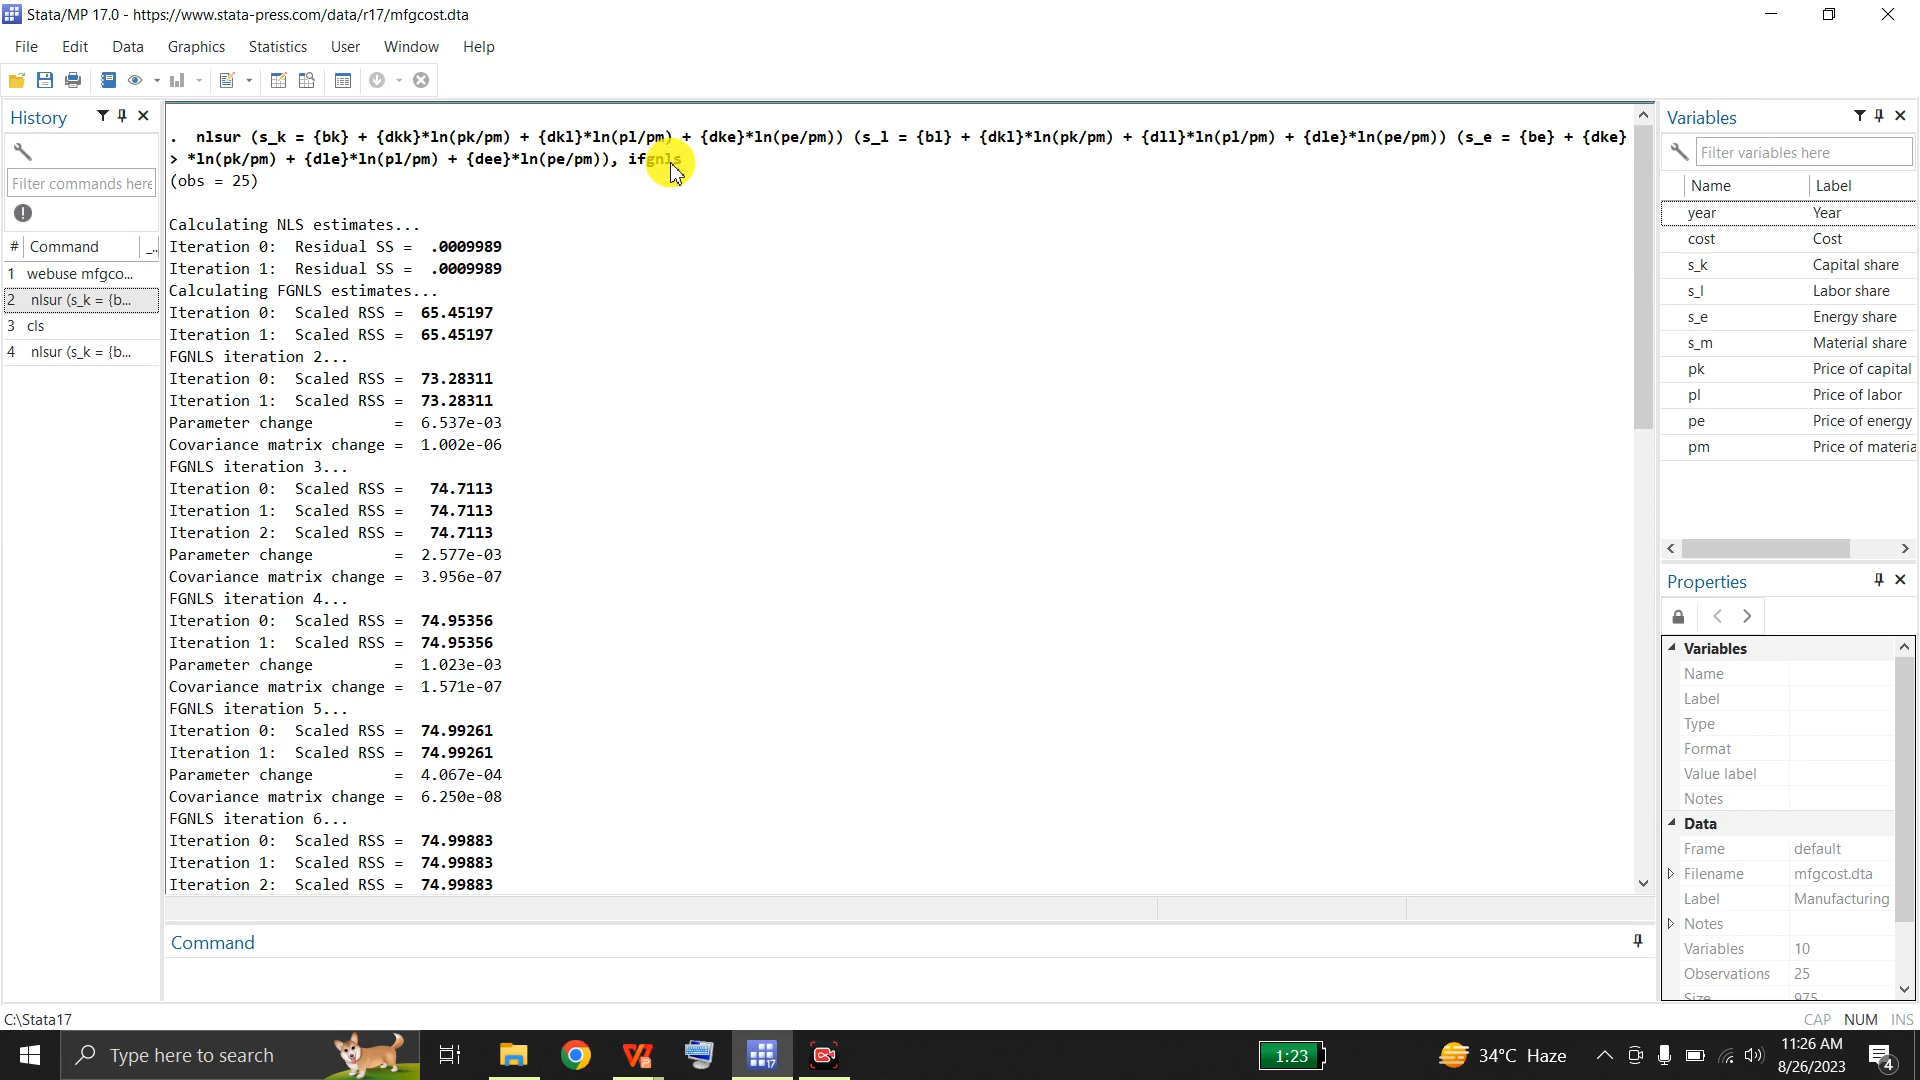 Stata/MP 17.0 - https://www.stata-press.com/data/r17/mfgcost.dta
File Edit Data Graphics Statistics User Window Help
History
Filter commands here
# Command _..
1 webuse mfgco...
2 nlsur (s_k = {b...
3 cls
4 nlsur (s_k = {b...
. nlsur (s_k = {bk} + {dkk}*ln(pk/pm) + {dkl}*ln(pl/pm) + {dke}*ln(pe/pm)) (s_l = {bl} + {dkl}*ln(pk/pm) + {dll}*ln(pl/pm) + {dle}*ln(pe/pm)) (s_e = {be} + {dke}
> *ln(pk/pm) + {dle}*ln(pl/pm) + {dee}*ln(pe/pm)), ifgnls
(obs = 25)
Calculating NLS estimates...
Iteration 0: Residual SS = .0009989
Iteration 1: Residual SS = .0009989
Calculating FGNLS estimates...
Iteration 0: Scaled RSS = 65.45197
Iteration 1: Scaled RSS = 65.45197
FGNLS iteration 2...
Iteration 0: Scaled RSS = 73.28311
Iteration 1: Scaled RSS = 73.28311
Parameter change = 6.537e-03
Covariance matrix change = 1.002e-06
FGNLS iteration 3...
Iteration 0: Scaled RSS = 74.7113
Iteration 1: Scaled RSS = 74.7113
Iteration 2: Scaled RSS = 74.7113
Parameter change = 2.577e-03
Covariance matrix change = 3.956e-07
FGNLS iteration 4...
Iteration 0: Scaled RSS = 74.95356
Iteration 1: Scaled RSS = 74.95356
Parameter change = 1.023e-03
Covariance matrix change = 1.571e-07
FGNLS iteration 5...
Iteration 0: Scaled RSS = 74.99261
Iteration 1: Scaled RSS = 74.99261
Parameter change = 4.067e-04
Covariance matrix change = 6.250e-08
FGNLS iteration 6...
Iteration 0: Scaled RSS = 74.99883
Iteration 1: Scaled RSS = 74.99883
Iteration 2: Scaled RSS = 74.99883
Command
Variables
Filter variables here
Name Label
year Year
cost Cost
s_k Capital share
s_l Labor share
s_e Energy share
s_m Material share
pk Price of capital
pl Price of labor
pe Price of energy
pm Price of materia
Properties
Variables
Name
Label
Type
Format
Value label
Notes
Data
Frame default
Filename mfgcost.dta
Label Manufacturing
Notes
Variables 10
Observations 25
Size 975
C:\Stata17
CAP NUM INS
Type here to search
17
1:23
34°C Haze
11:26 AM
8/26/2023
4